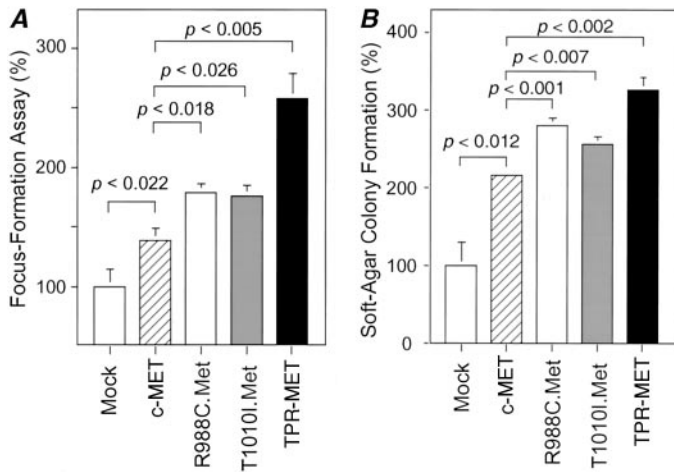 A
Focus-Formation Assay (%)
300
200
100
p < 0.005
p < 0.026
p < 0.018
p < 0.022
Mock
c-MET
R988C.Met
T1010I.Met
TPR-MET
B
Soft-Agar Colony Formation (%)
400
300
200
100
0
p < 0.002
p < 0.007
p < 0.001
p < 0.012
Mock
c-MET
R988C.Met
T1010I.Met
TPR-MET